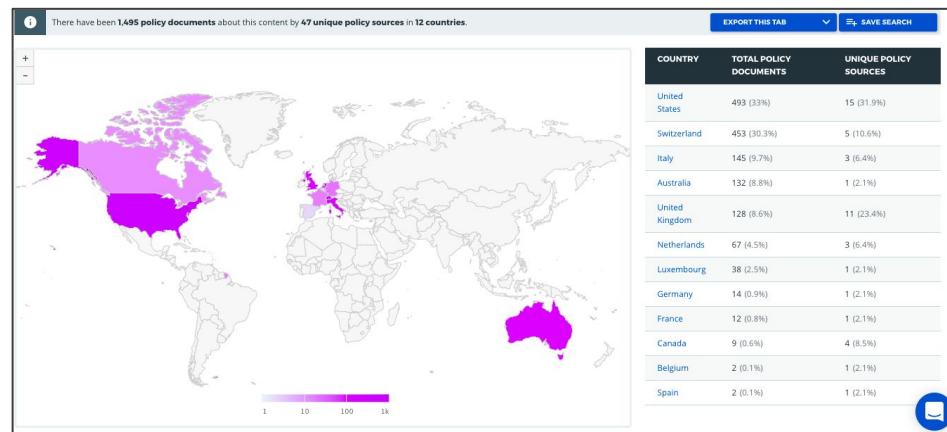 There have been 1,495 policy documents about this content by 47 unique policy sources in 12 countries.
EXPORT THIS TAB
SAVE SEARCH
+
−
1 10 100 1k
COUNTRY TOTAL POLICY DOCUMENTS UNIQUE POLICY SOURCES
United States 493 (33%) 15 (31.9%)
Switzerland 453 (30.3%) 5 (10.6%)
Italy 145 (9.7%) 3 (6.4%)
Australia 132 (8.8%) 1 (2.1%)
United Kingdom 128 (8.6%) 11 (23.4%)
Netherlands 67 (4.5%) 3 (6.4%)
Luxembourg 38 (2.5%) 1 (2.1%)
Germany 14 (0.9%) 1 (2.1%)
France 12 (0.8%) 1 (2.1%)
Canada 9 (0.6%) 4 (8.5%)
Belgium 2 (0.1%) 1 (2.1%)
Spain 2 (0.1%) 1 (2.1%)